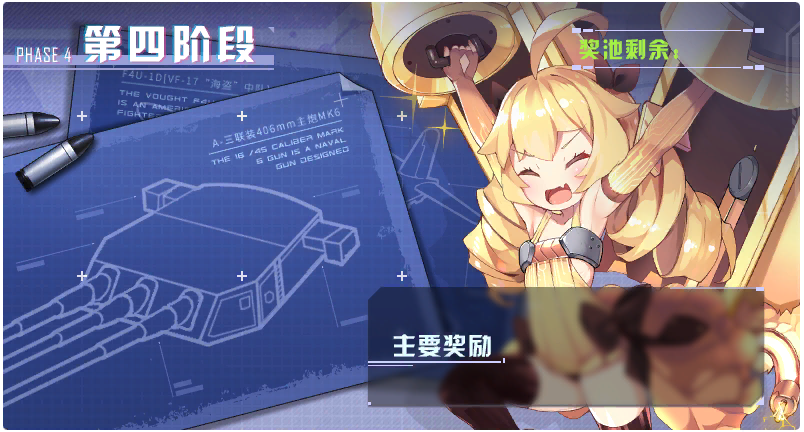 PHASE 4 第四阶段
奖池剩余：
F4U-1D(VF-17 "海盗" 中队)
THE VOUGHT F4U
IS AN AMERIC
FIGHTE
A-三联装406mm主炮MK6
THE 16 /45 CALIBER MARK
6 GUN IS A NAVAL
GUN DESIGNED
主要奖励